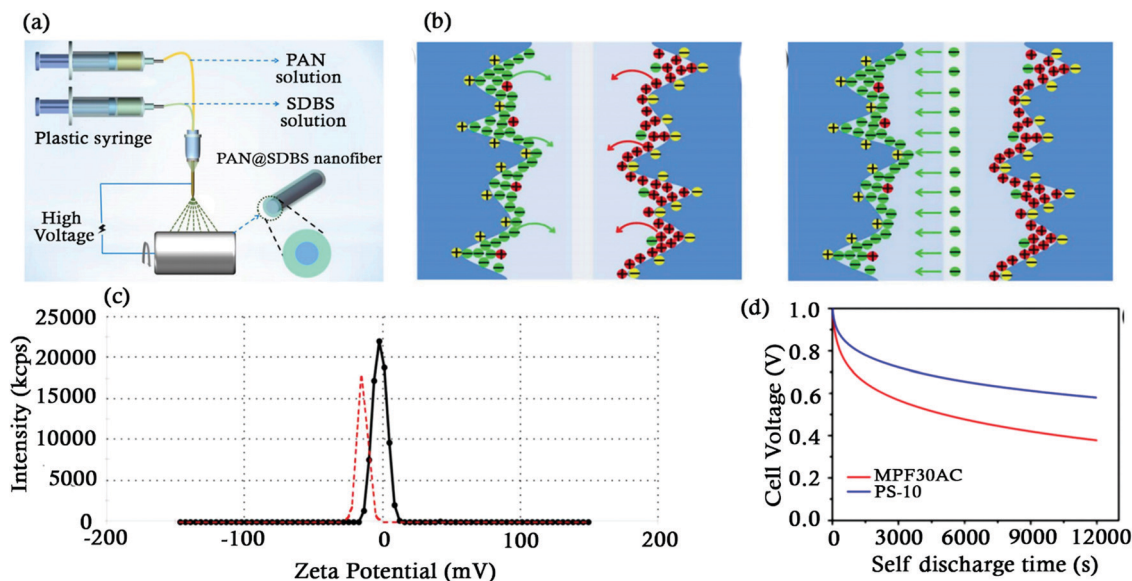 (a)
PAN
solution
SDBS
solution
Plastic syringe
PAN@SDBS nanofiber
High
Voltage
(b)
(c)
25000
20000
15000
10000
5000
0
-200
-100
0
100
200
Intensity (kcps)
Zeta Potential (mV)
(d)
1.0
0.8
0.6
0.4
0.2
0.0
0
3000
6000
9000
12000
Cell Voltage (V)
MPF30AC
PS-10
Self discharge time (s)